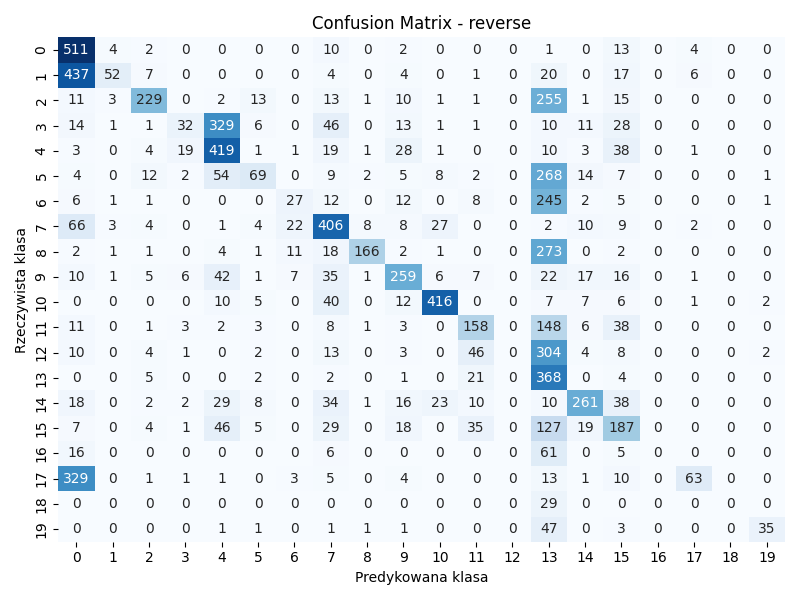 Confusion Matrix - reverse
Rzeczywista klasa
0 511 4 2 0 0 0 0 10 0 2 0 0 0 1 0 13 0 4 0 0
1 437 52 7 0 0 0 0 4 0 4 0 1 0 20 0 17 0 6 0 0
2 11 3 229 0 2 13 0 13 1 10 1 1 0 255 1 15 0 0 0 0
3 14 1 1 32 329 6 0 46 0 13 1 1 0 10 11 28 0 0 0 0
4 3 0 4 19 419 1 1 19 1 28 1 0 0 10 3 38 0 1 0 0
5 4 0 12 2 54 69 0 9 2 5 8 2 0 268 14 7 0 0 0 1
6 6 1 1 0 0 0 27 12 0 12 0 8 0 245 2 5 0 0 0 1
7 66 3 4 0 1 4 22 406 8 8 27 0 0 2 10 9 0 2 0 0
8 2 1 1 0 4 1 11 18 166 2 1 0 0 273 0 2 0 0 0 0
9 10 1 5 6 42 1 7 35 1 259 6 7 0 22 17 16 0 1 0 0
10 0 0 0 0 10 5 0 40 0 12 416 0 0 7 7 6 0 1 0 2
11 11 0 1 3 2 3 0 8 1 3 0 158 0 148 6 38 0 0 0 0
12 10 0 4 1 0 2 0 13 0 3 0 46 0 304 4 8 0 0 0 2
13 0 0 5 0 0 2 0 2 0 1 0 21 0 368 0 4 0 0 0 0
14 18 0 2 2 29 8 0 34 1 16 23 10 0 10 261 38 0 0 0 0
15 7 0 4 1 46 5 0 29 0 18 0 35 0 127 19 187 0 0 0 0
16 16 0 0 0 0 0 0 6 0 0 0 0 0 61 0 5 0 0 0 0
17 329 0 1 1 1 0 3 5 0 4 0 0 0 13 1 10 0 63 0 0
18 0 0 0 0 0 0 0 0 0 0 0 0 0 29 0 0 0 0 0 0
19 0 0 0 0 1 1 0 1 1 1 0 0 0 47 0 3 0 0 0 35
0 1 2 3 4 5 6 7 8 9 10 11 12 13 14 15 16 17 18 19
Predykowana klasa